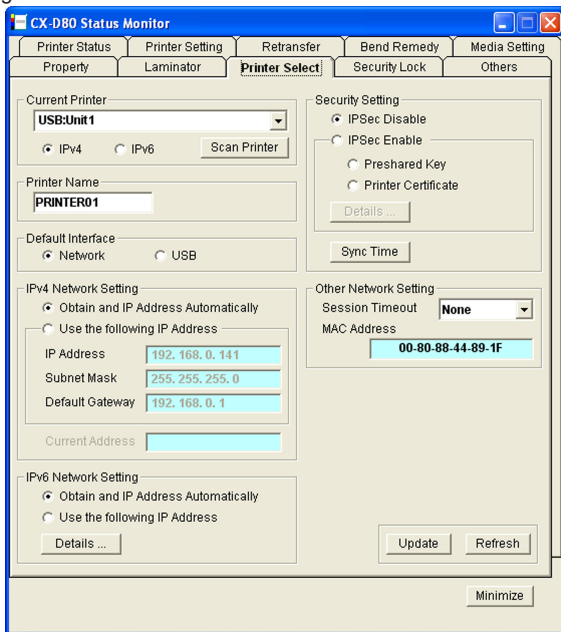 CX-D80 Status Monitor
Printer Status Printer Setting Retransfer Bend Remedy Media Setting
Property Laminator Printer Select Security Lock Others
Current Printer
USB:Unit1
IPv4 IPv6 Scan Printer
Printer Name
PRINTER01
Default Interface
Network USB
IPv4 Network Setting
Obtain and IP Address Automatically
Use the following IP Address
IP Address 192. 168. 0. 141
Subnet Mask 255. 255. 255. 0
Default Gateway 192. 168. 0. 1
Current Address
IPv6 Network Setting
Obtain and IP Address Automatically
Use the following IP Address
Details ...
Security Setting
IPSec Disable
IPSec Enable
Preshared Key
Printer Certificate
Details ...
Sync Time
Other Network Setting
Session Timeout None
MAC Address
00-80-88-44-89-1F
Update Refresh
Minimize